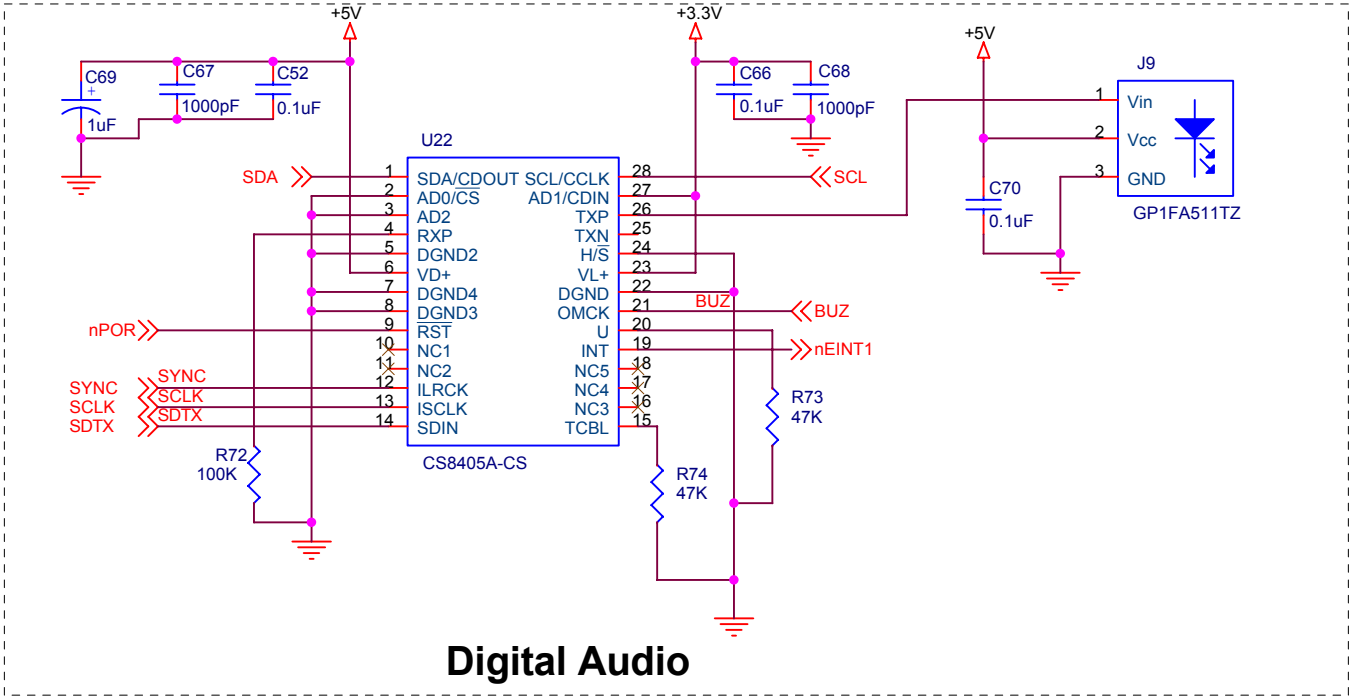 +5V
+3.3V
+5V
C69
+
1uF
C67
1000pF
C52
0.1uF
C66
0.1uF
C68
1000pF
J9
1 Vin
2 Vcc
3 GND
GP1FA511TZ
C70
0.1uF
U22
SDA 1 SDA/CDOUT SCL/CCLK 28 SCL
2 AD0/CS AD1/CDIN 27
3 AD2 TXP 26
4 RXP TXN 25
5 DGND2 H/S 24
6 VD+ VL+ 23
7 DGND4 DGND 22
8 DGND3 OMCK 21 BUZ BUZ
nPOR 9 RST U 20
10 NC1 INT 19 nEINT1
11 NC2 NC5 18
SYNC SYNC 12 ILRCK NC4 17
SCLK SCLK 13 ISCLK NC3 16
SDTX SDTX 14 SDIN TCBL 15
CS8405A-CS
R72
100K
R73
47K
R74
47K
Digital Audio